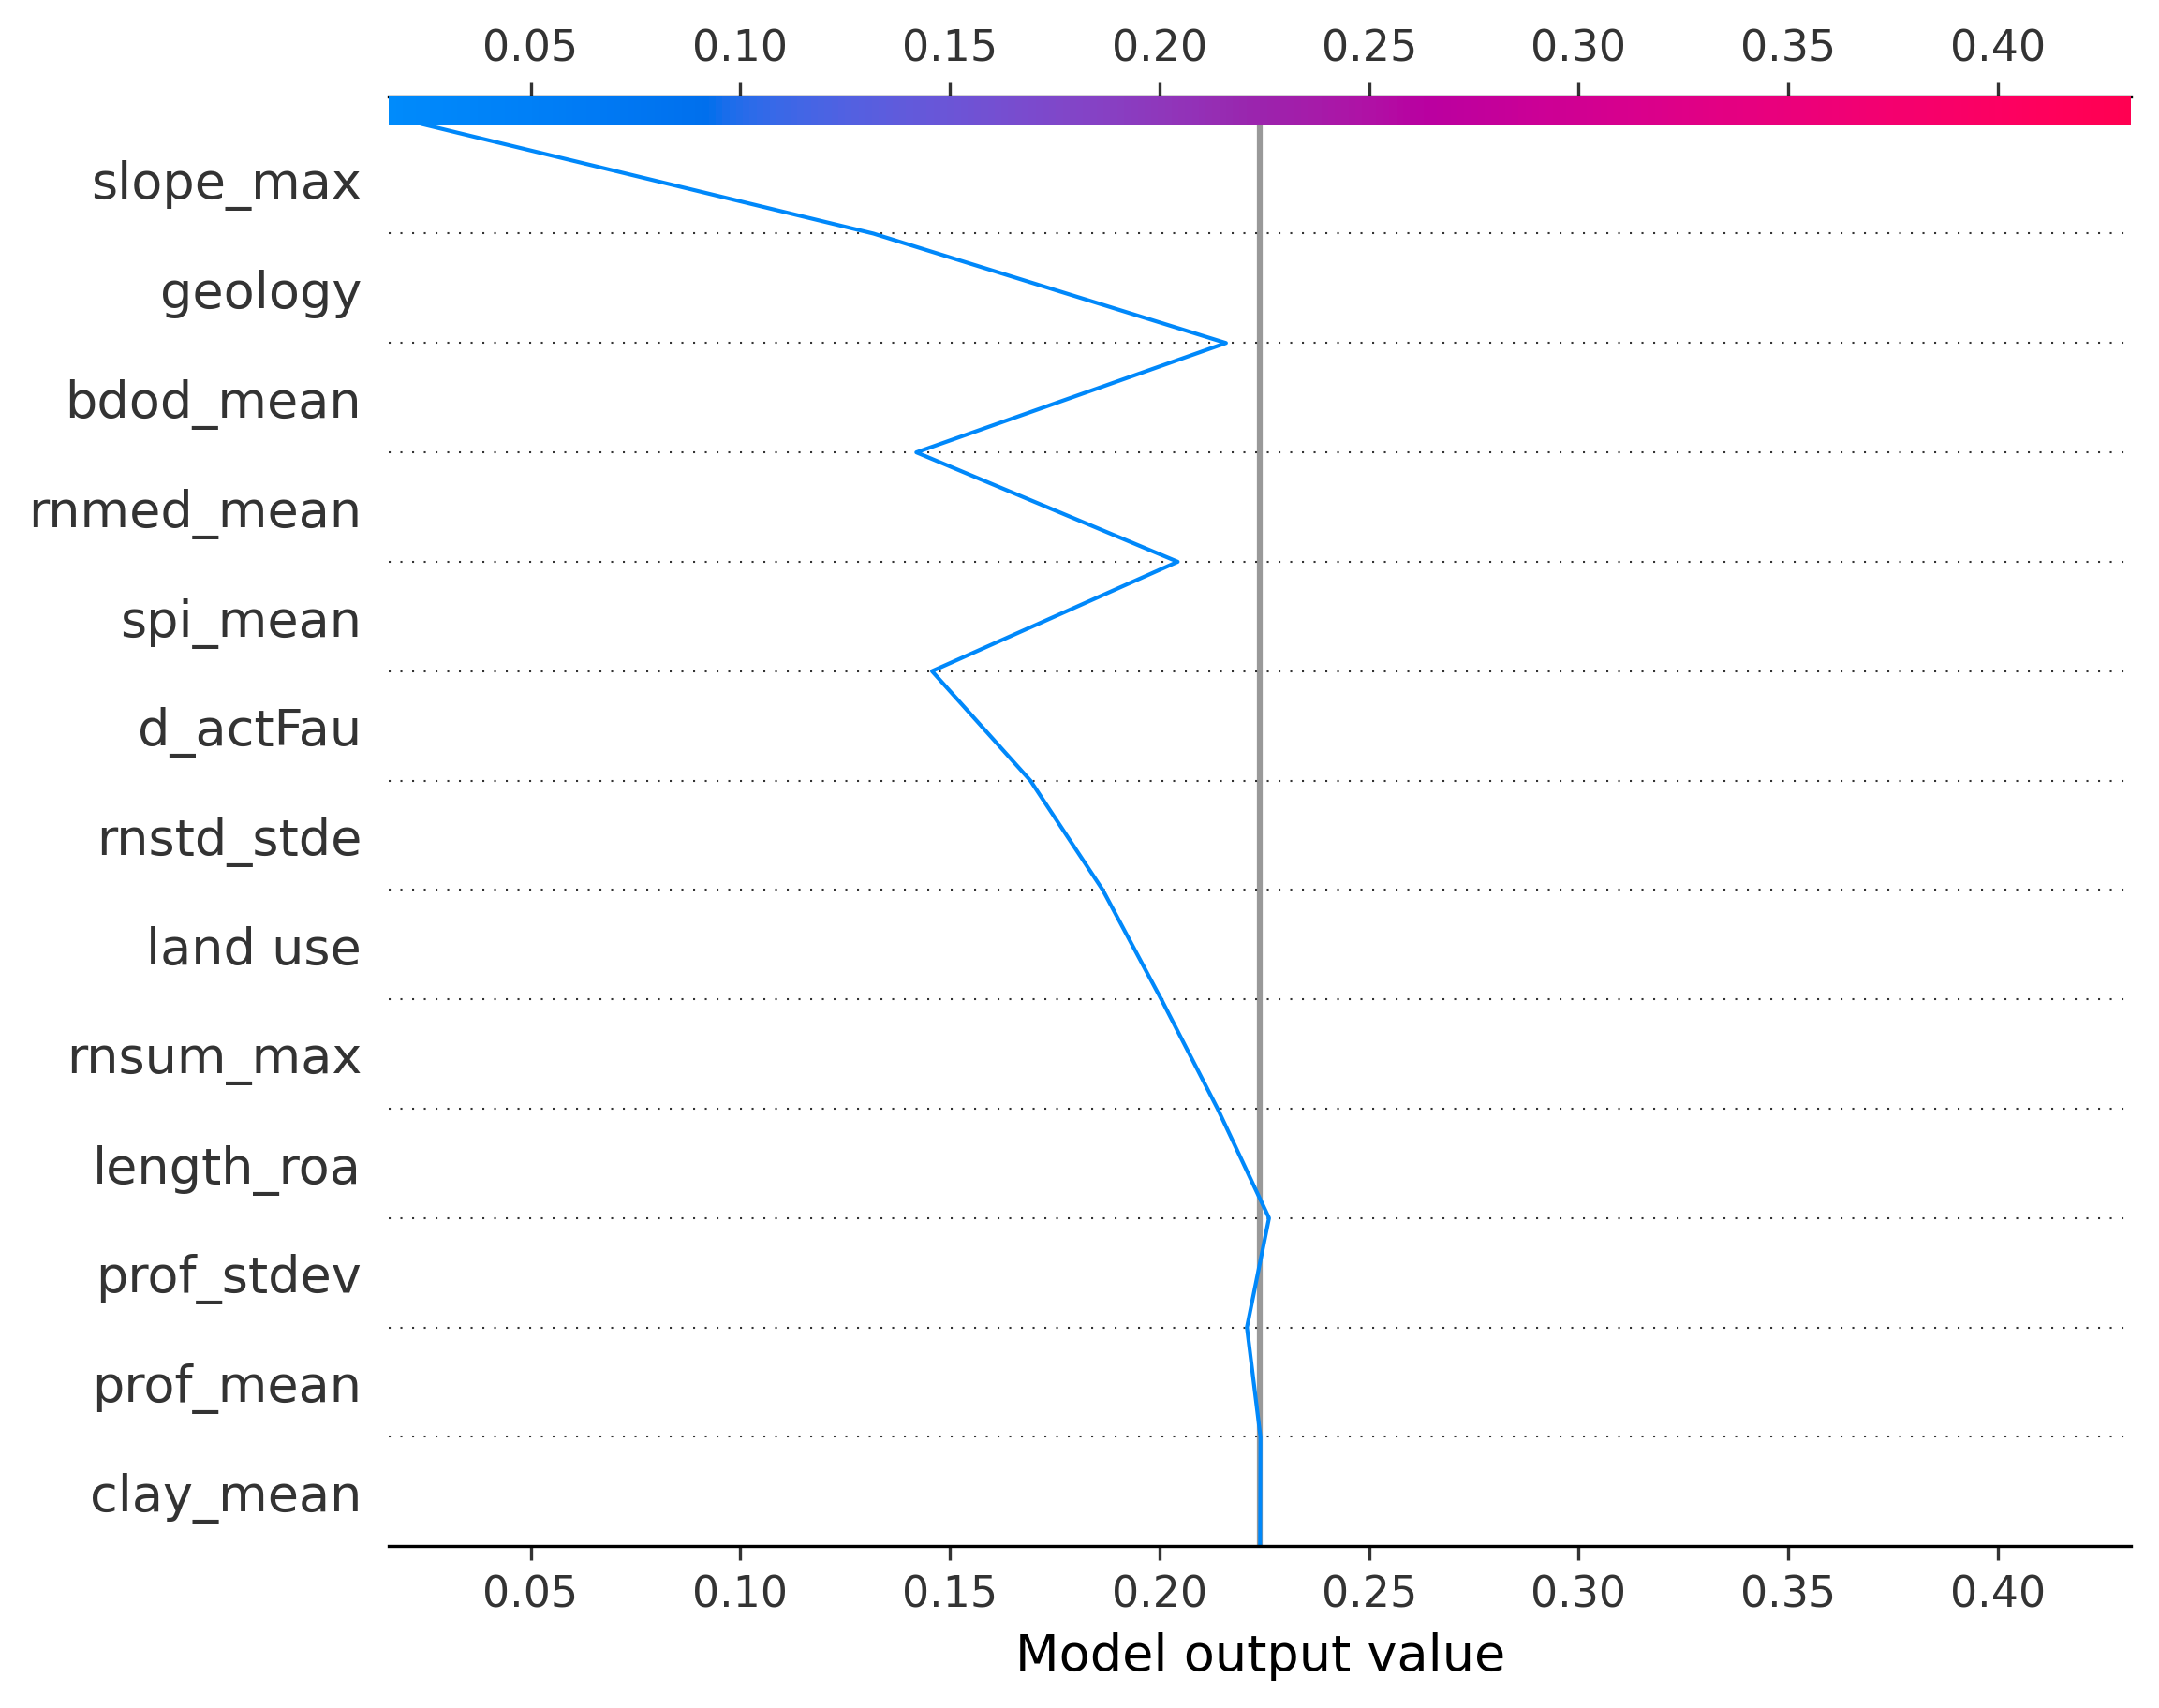 0.05 0.10 0.15 0.20 0.25 0.30 0.35 0.40
slope_max
geology
bdod_mean
rnmed_mean
spi_mean
d_actFau
rnstd_stde
land use
rnsum_max
length_roa
prof_stdev
prof_mean
clay_mean
0.05 0.10 0.15 0.20 0.25 0.30 0.35 0.40
Model output value